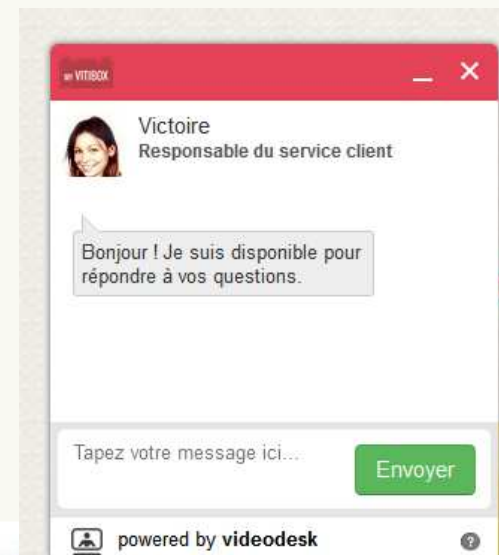 MY VITIBOX
Victoire
Responsable du service client
Bonjour ! Je suis disponible pour
répondre à vos questions.
Tapez votre message ici...
Envoyer
powered by videodesk
?